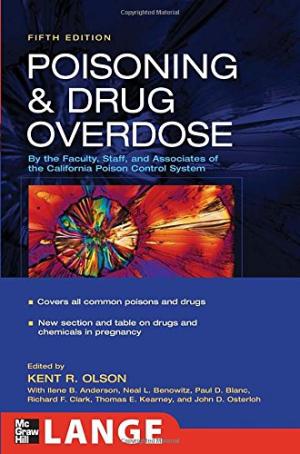 FIFTH EDITION
POISONING
& DRUG
OVERDOSE
By the Faculty, Staff, and Associates of
the California Poison Control System
Covers all common poisons and drugs
New section and table on drugs and
chemicals in pregnancy
Edited by
KENT R. OLSON
With Ilene B. Anderson, Neal L. Benowitz, Paul D. Blanc,
Richard F. Clark, Thomas E. Kearney, and John D. Osterloh
Mc
Graw
Hill
LANGE